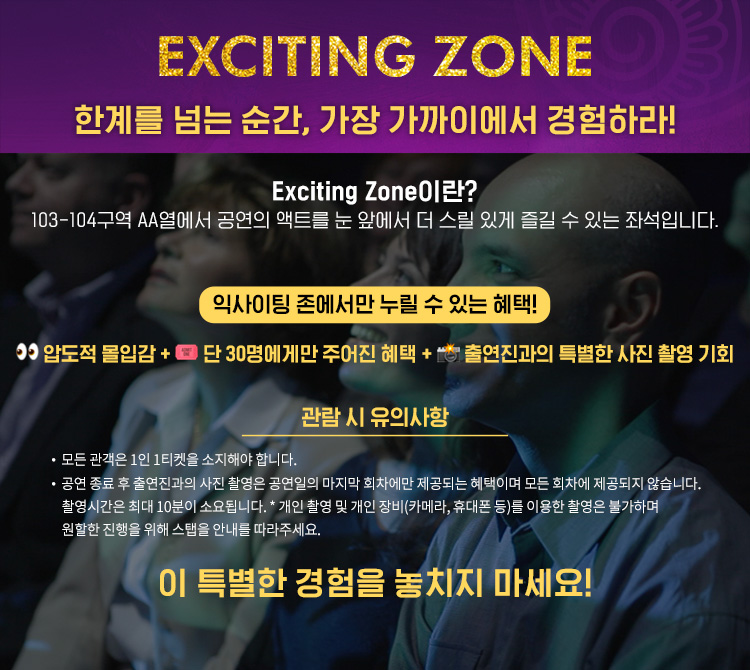 EXCITING ZONE
한계를 넘는 순간, 가장 가까이에서 경험하라!
Exciting Zone이란?
103-104구역 AA열에서 공연의 액트를 눈 앞에서 더 스릴 있게 즐길 수 있는 좌석입니다.
익사이팅 존에서만 누릴 수 있는 혜택!
👀 압도적 몰입감 + 🎟️ 단 30명에게만 주어진 혜택 + 📸 출연진과의 특별한 사진 촬영 기회
관람 시 유의사항
• 모든 관객은 1인 1티켓을 소지해야 합니다.
• 공연 종료 후 출연진과의 사진 촬영은 공연일의 마지막 회차에만 제공되는 혜택이며 모든 회차에 제공되지 않습니다.
촬영시간은 최대 10분이 소요됩니다. * 개인 촬영 및 개인 장비(카메라, 휴대폰 등)를 이용한 촬영은 불가하며
원할한 진행을 위해 스탭을 안내를 따라주세요.
이 특별한 경험을 놓치지 마세요!